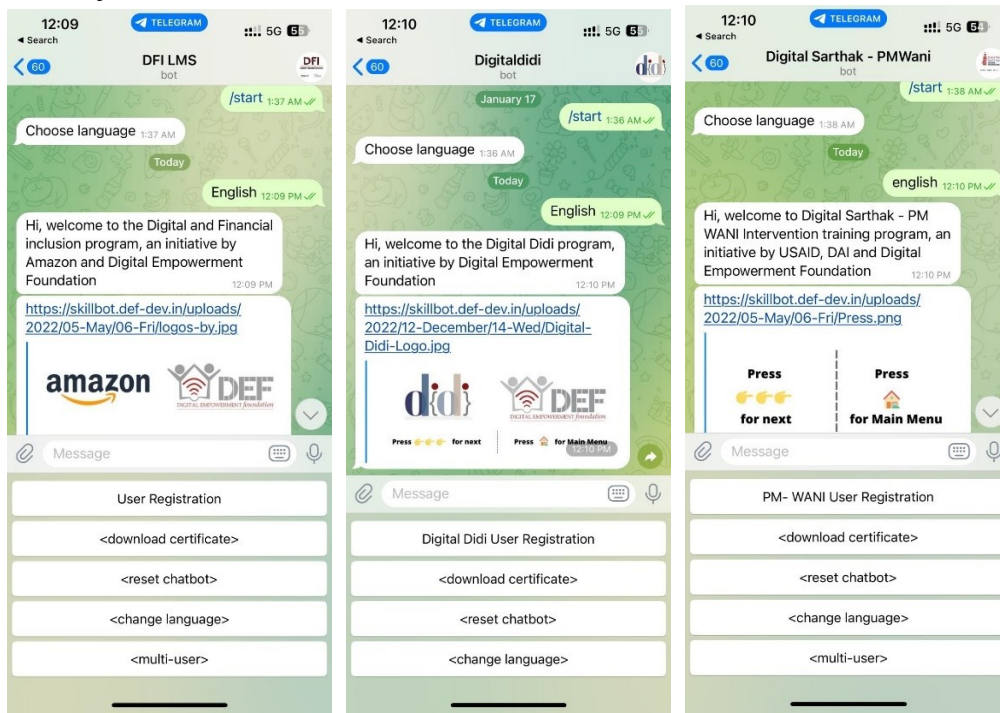 12:09
TELEGRAM
5G
Search
60
DFI LMS
bot
DFI
/start 1:37 AM
Choose language 1:37 AM
Today
English 12:09 PM
Hi, welcome to the Digital and Financial
inclusion program, an initiative by
Amazon and Digital Empowerment
Foundation 12:09 PM
https://skillbot.def-dev.in/uploads/
2022/05-May/06-Fri/logos-by.jpg
amazon
DEF
DIGITAL EMPOWERMENT foundation
Message
User Registration
<download certificate>
<reset chatbot>
<change language>
<multi-user>
12:10
TELEGRAM
5G
Search
60
Digitaldidi
bot
d{id}i
January 17
/start 1:36 AM
Choose language 1:36 AM
Today
English 12:09 PM
Hi, welcome to the Digital Didi program,
an initiative by Digital Empowerment
Foundation 12:10 PM
https://skillbot.def-dev.in/uploads/
2022/12-December/14-Wed/Digital-
Didi-Logo.jpg
d{id}i
DEF
DIGITAL EMPOWERMENT foundation
Press 👉👉👉 for next Press 🏠 for Main Menu
12:10 PM
Message
Digital Didi User Registration
<download certificate>
<reset chatbot>
<change language>
12:10
TELEGRAM
5G
Search
60
Digital Sarthak - PMWani
bot
/start 1:38 AM
Choose language 1:38 AM
Today
english 12:10 PM
Hi, welcome to Digital Sarthak - PM
WANI Intervention training program, an
initiative by USAID, DAI and Digital
Empowerment Foundation 12:10 PM
https://skillbot.def-dev.in/uploads/
2022/05-May/06-Fri/Press.png
Press Press
👉👉👉 🏠
for next for Main Menu
Message
PM- WANI User Registration
<download certificate>
<reset chatbot>
<change language>
<multi-user>